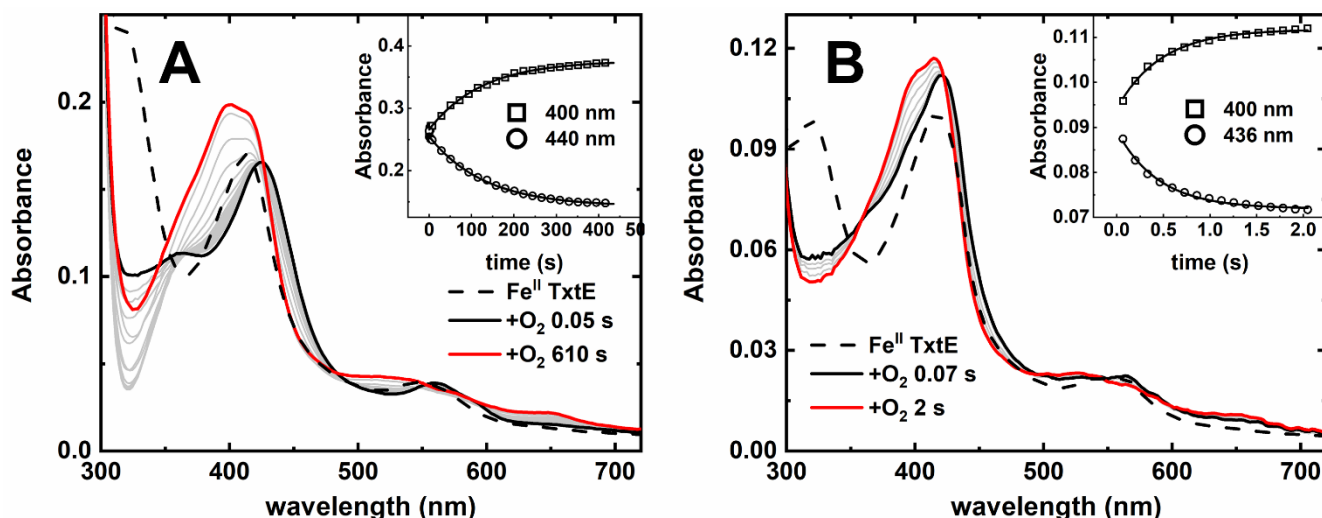 A
0.2
0.1
0.0
Absorbance
300 400 500 600 700
wavelength (nm)
Fe^II TxtE
+O₂ 0.05 s
+O₂ 610 s
0.4
0.3
0.2
Absorbance
0 100 200 300 400 50
time (s)
400 nm
440 nm
B
0.12
0.09
0.06
0.03
0.00
Absorbance
300 400 500 600 700
wavelength (nm)
Fe^II TxtE
+O₂ 0.07 s
+O₂ 2 s
0.11
0.10
0.09
0.08
0.07
Absorbance
0.0 0.5 1.0 1.5 2.0
time (s)
400 nm
436 nm